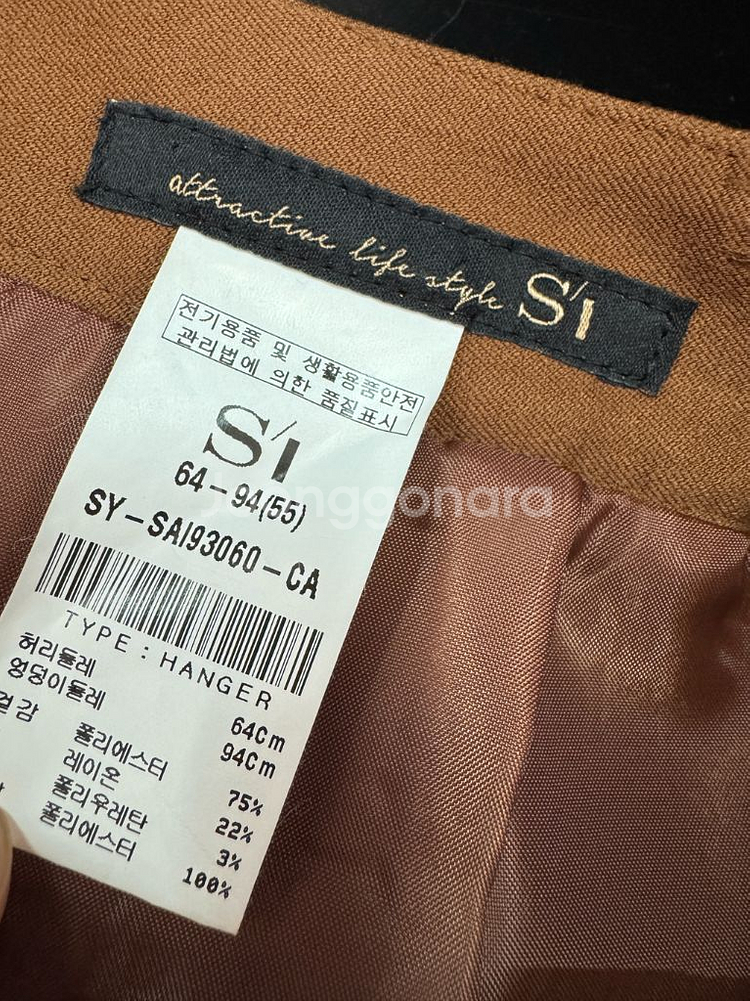 attractive life style S/I
전기용품 및 생활용품안전
관리법에 의한 품질표시
S/I
64-94(55)
SY-SAI93060-CA
Joonggonara
TYPE : HANGER
허리둘레 64Cm
엉덩이둘레 94Cm
겉감 폴리에스터 75%
레이온 22%
폴리우레탄 3%
폴리에스터 100%